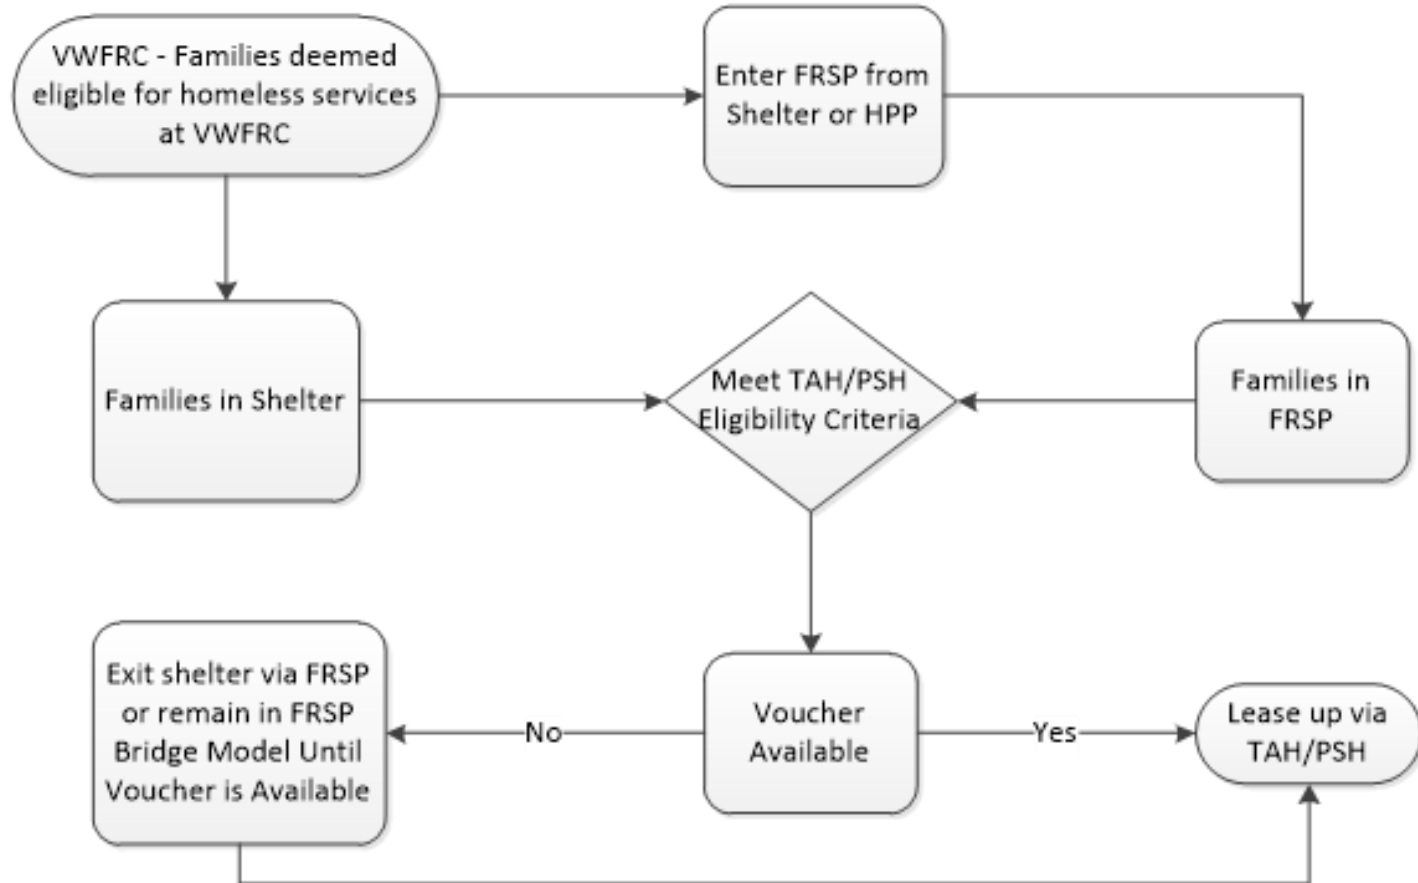 VWFRC - Families deemed
eligible for homeless services
at VWFRC
Enter FRSP from
Shelter or HPP
Families in Shelter
Meet TAH/PSH
Eligibility Criteria
Families in
FRSP
Exit shelter via FRSP
or remain in FRSP
Bridge Model Until
Voucher is Available
No
Voucher
Available
Yes
Lease up via
TAH/PSH